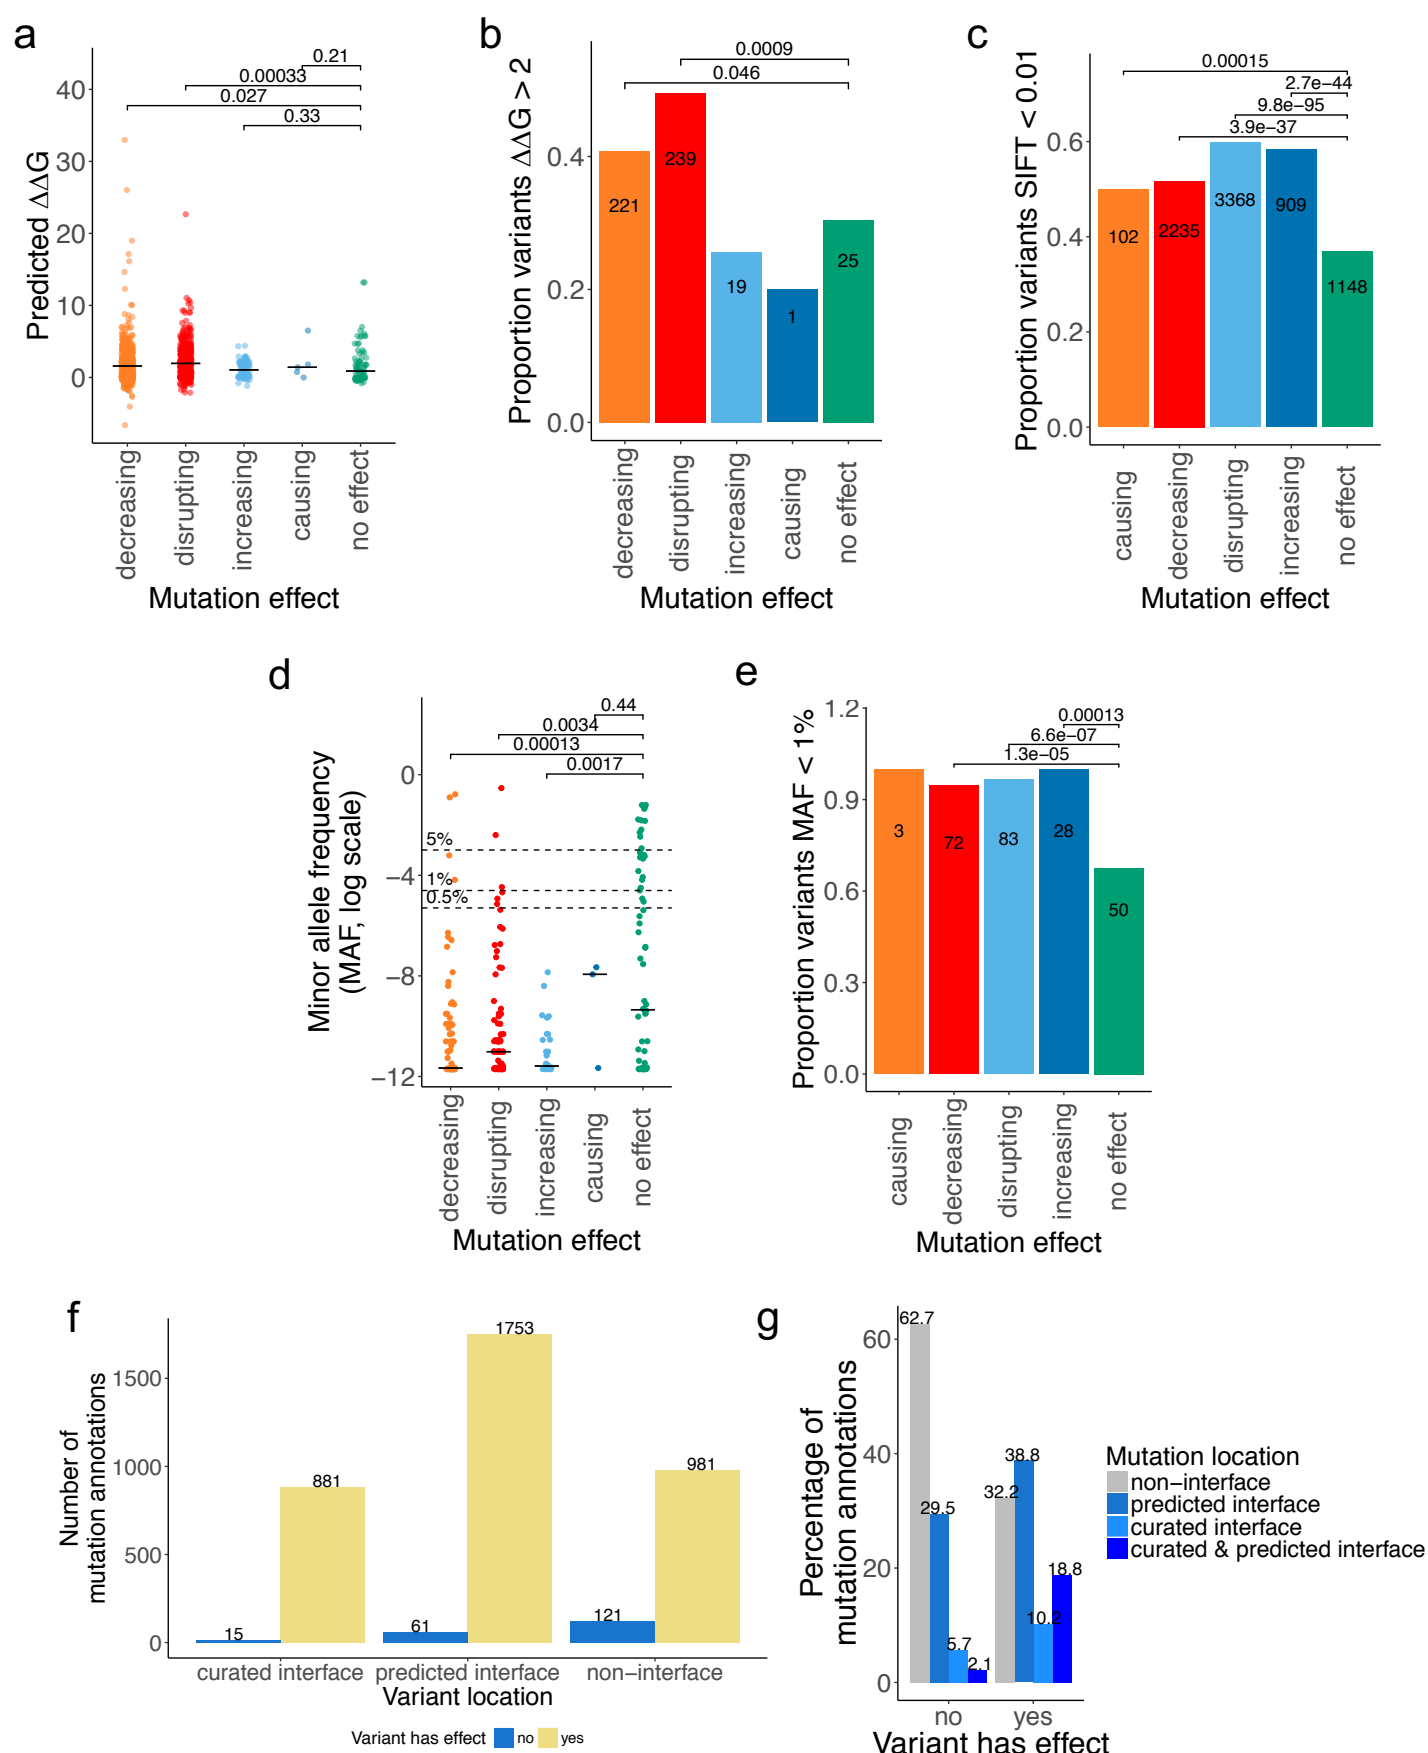 a
Predicted ΔΔG
40
30
20
10
0
0.21
0.00033
0.027
0.33
decreasing
disrupting
increasing
causing
no effect
Mutation effect
b
Proportion variants ΔΔG > 2
0.4
0.2
0.0
0.0009
0.046
221
239
19
1
25
decreasing
disrupting
increasing
causing
no effect
Mutation effect
c
Proportion variants SIFT < 0.01
0.6
0.4
0.2
0.0
0.00015
2.7e−44
9.8e−95
3.9e−37
102
2235
3368
909
1148
causing
decreasing
disrupting
increasing
no effect
Mutation effect
d
Minor allele frequency
(MAF, log scale)
0
−4
−8
−12
0.44
0.0034
0.00013
0.0017
5%
1%
0.5%
decreasing
disrupting
increasing
causing
no effect
Mutation effect
e
Proportion variants MAF < 1%
1.2
0.9
0.6
0.3
0.0
0.00013
6.6e−07
1.3e−05
3
72
83
28
50
causing
decreasing
disrupting
increasing
no effect
Mutation effect
f
Number of
mutation annotations
1500
1000
500
0
15
881
61
1753
121
981
curated interface
predicted interface
non−interface
Variant location
Variant has effect no yes
g
Percentage of
mutation annotations
60
40
20
0
62.7
29.5
5.7
2.1
32.2
38.8
10.2
18.8
no
yes
Variant has effect
Mutation location
non−interface
predicted interface
curated interface
curated & predicted interface